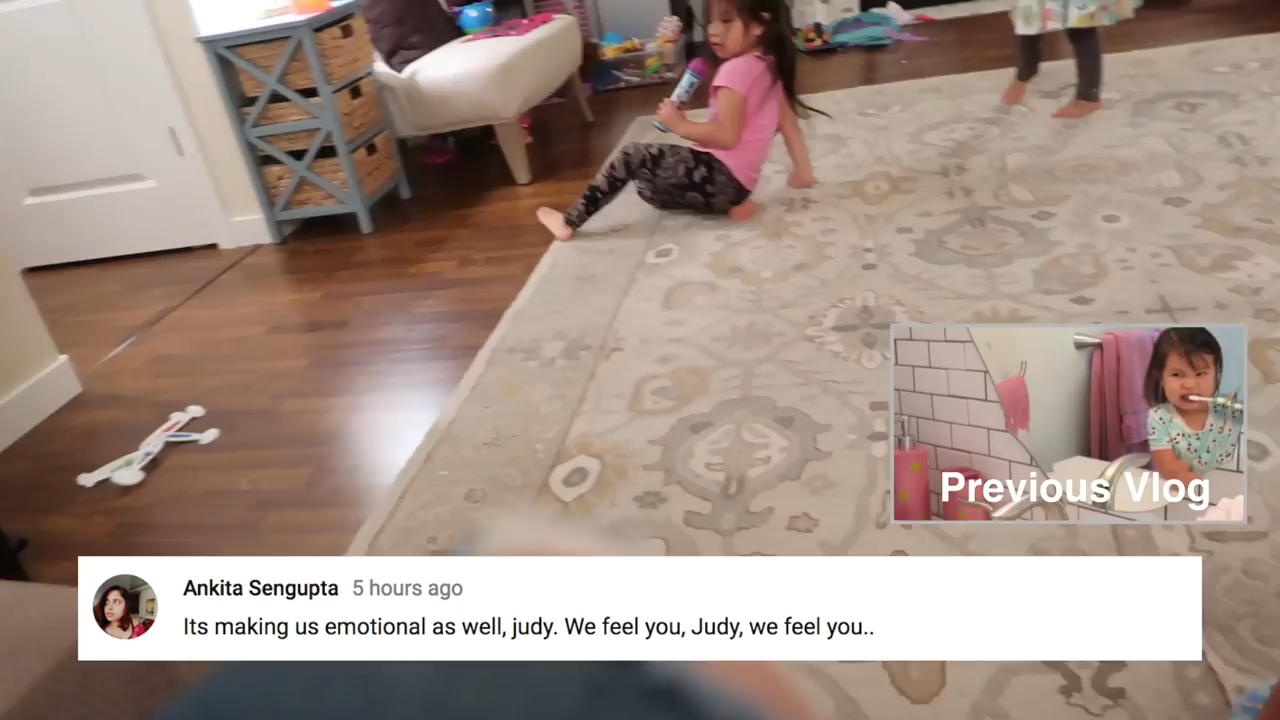 Previous Vlog
Ankita Sengupta 5 hours ago
Its making us emotional as well, judy. We feel you, Judy, we feel you..